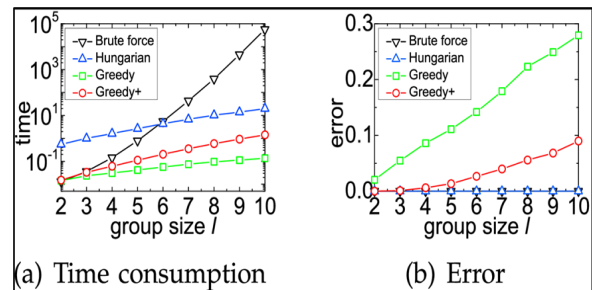 10^5
10^3
10^1
10^-1
time
Brute force
Hungarian
Greedy
Greedy+
2 3 4 5 6 7 8 9 10
group size l
(a) Time consumption
0.3
0.2
0.1
0.0
error
Brute force
Hungarian
Greedy
Greedy+
2 3 4 5 6 7 8 9 10
group size l
(b) Error